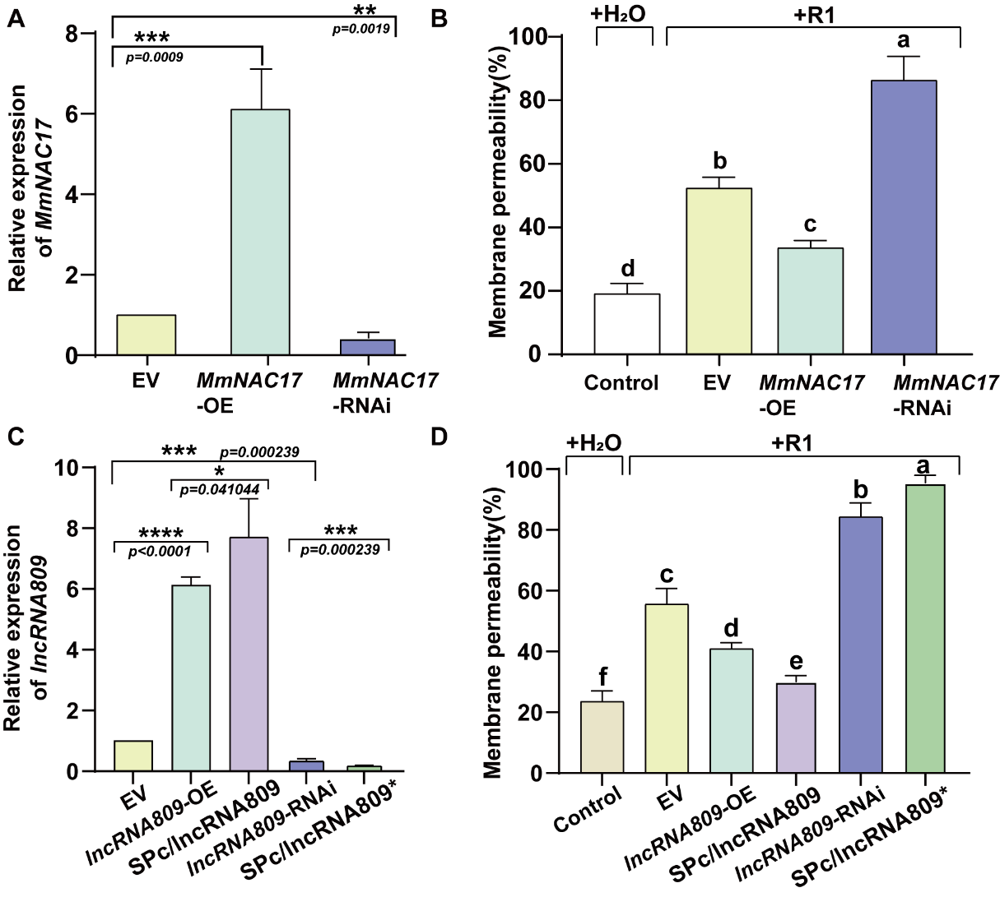 A
Relative expression
of MmNAC17
8
6
4
2
0
***
p=0.0009
**
p=0.0019
EV
MmNAC17
-OE
MmNAC17
-RNAi
B
Membrane permeability(%)
100
80
60
40
20
0
+H₂O
+R1
d
b
c
a
Control
EV
MmNAC17
-OE
MmNAC17
-RNAi
C
Relative expression
of lncRNA809
10
8
6
4
2
0
*** p=0.000239
*
p=0.041044
****
p<0.0001
***
p=0.000239
EV
lncRNA809-OE
SPc/lncRNA809
lncRNA809-RNAi
SPc/lncRNA809*
D
Membrane permeability(%)
100
80
60
40
20
0
+H₂O
+R1
f
c
d
e
b
a
Control
EV
lncRNA809-OE
SPc/lncRNA809
lncRNA809-RNAi
SPc/lncRNA809*